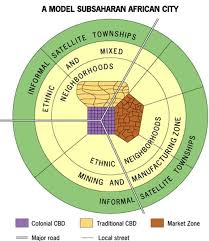 A MODEL SUBSAHARAN AFRICAN CITY
INFORMAL SATELLITE TOWNSHIPS
ETHNIC AND MIXED
NEIGHBORHOODS
ETHNIC NEIGHBORHOODS
MINING AND MANUFACTURING ZONE
INFORMAL SATELLITE TOWNSHIPS
Colonial CBD Traditional CBD Market Zone
Major road Local street